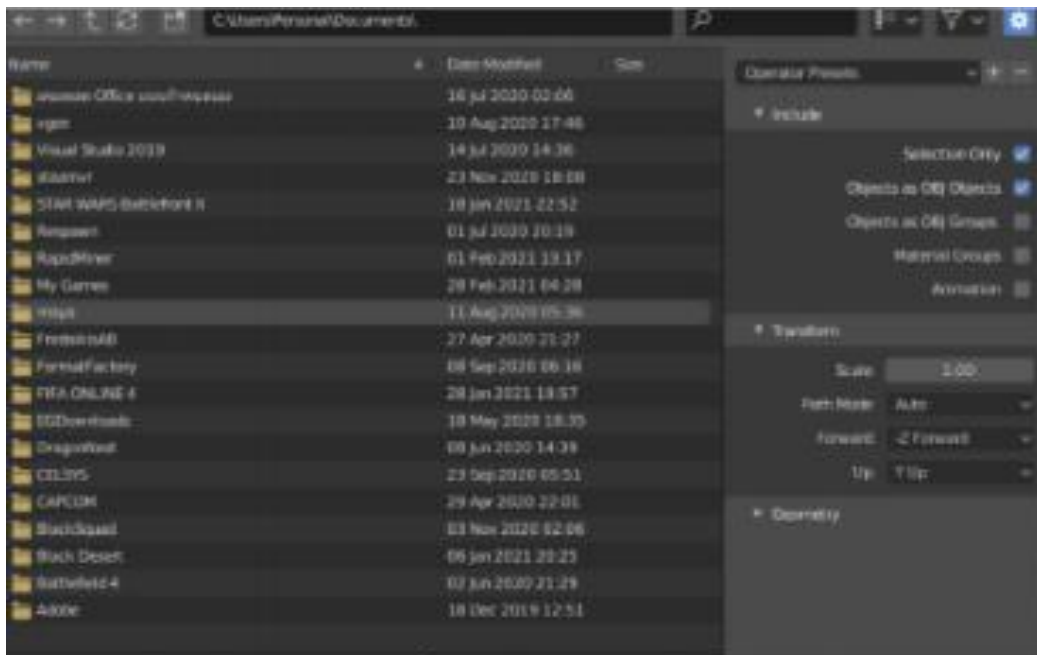 C:\Users\Personal\Documents\
Name Date Modified Size
Office 16 Jul 2020 02:06
vgen 10 Aug 2020 17:46
Visual Studio 2019 14 Jul 2020 14:36
steamvr 23 Nov 2020 18:08
STAR WARS Battlefront II 18 Jan 2021 22:52
Respawn 01 Jul 2020 20:19
RapidMiner 01 Feb 2021 13:17
My Games 28 Feb 2021 04:28
11 Aug 2020 05:36
27 Apr 2020 21:27
FormatFactory 08 Sep 2020 06:16
FIFA ONLINE 4 28 Jan 2021 19:57
EGDownloads 18 May 2020 18:35
DragonNest 08 Jun 2020 14:39
CELSYS 23 Sep 2020 05:51
CAPCOM 29 Apr 2020 22:01
BlackSquad 03 Nov 2020 02:06
Black Desert 06 Jan 2021 20:25
Battlefield 4 02 Jun 2020 21:29
Adobe 18 Dec 2019 12:51
Operator Presets
Include
Selection Only
Objects as OBJ Objects
Objects as OBJ Groups
Material Groups
Animation
Transform
Scale 1.00
Path Mode Auto
Forward -Z Forward
Up Y Up
Geometry